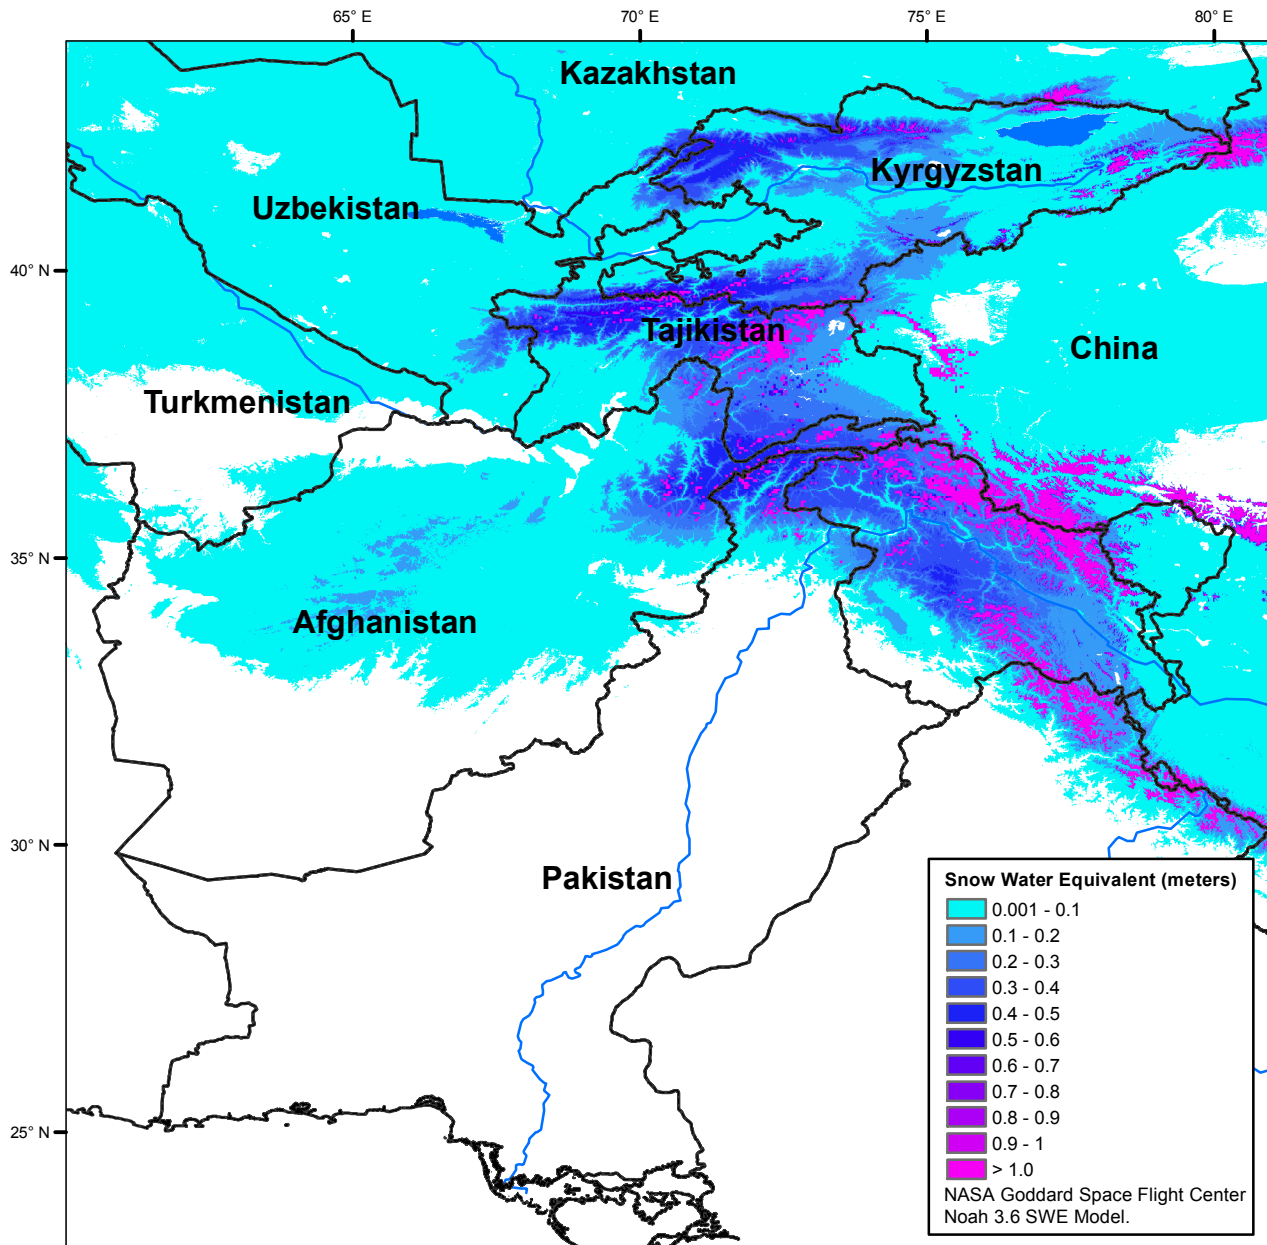 65° E
70° E
75° E
80° E
Kazakhstan
Kyrgyzstan
Uzbekistan
40° N
Tajikistan
China
Turkmenistan
35° N
Afghanistan
30° N
Pakistan
25° N
Snow Water Equivalent (meters)
0.001 - 0.1
0.1 - 0.2
0.2 - 0.3
0.3 - 0.4
0.4 - 0.5
0.5 - 0.6
0.6 - 0.7
0.7 - 0.8
0.8 - 0.9
0.9 - 1
> 1.0
NASA Goddard Space Flight Center
Noah 3.6 SWE Model.